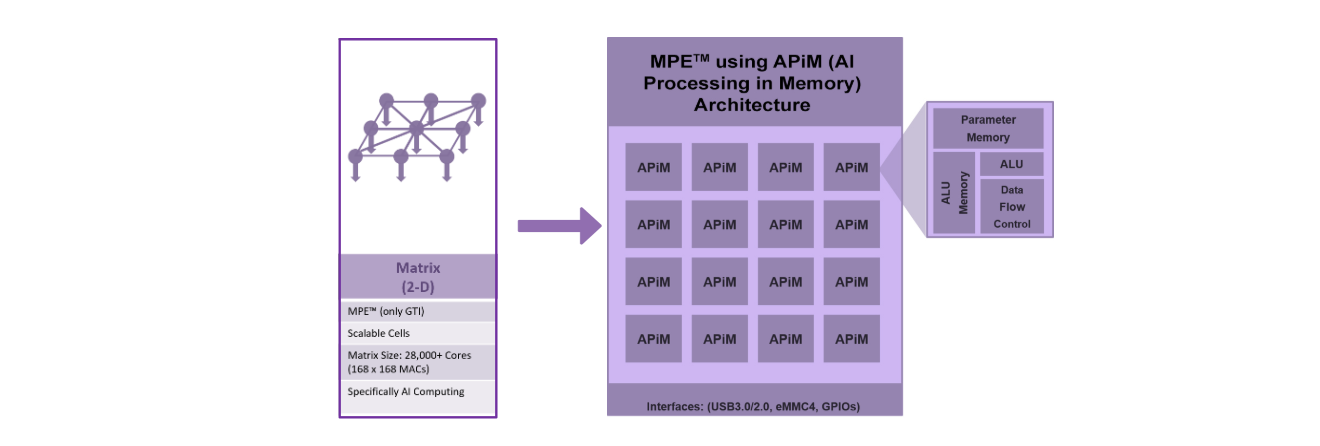 Matrix
(2-D)
MPE™ (only GTI)
Scalable Cells
Matrix Size: 28,000+ Cores
(168 x 168 MACs)
Specifically AI Computing
MPE™ using APiM (AI
Processing in Memory)
Architecture
APiM APiM APiM APiM
APiM APiM APiM APiM
APiM APiM APiM APiM
APiM APiM APiM APiM
Interfaces: (USB3.0/2.0, eMMC4, GPIOs)
Parameter
Memory
ALU
Memory
ALU
Data
Flow
Control